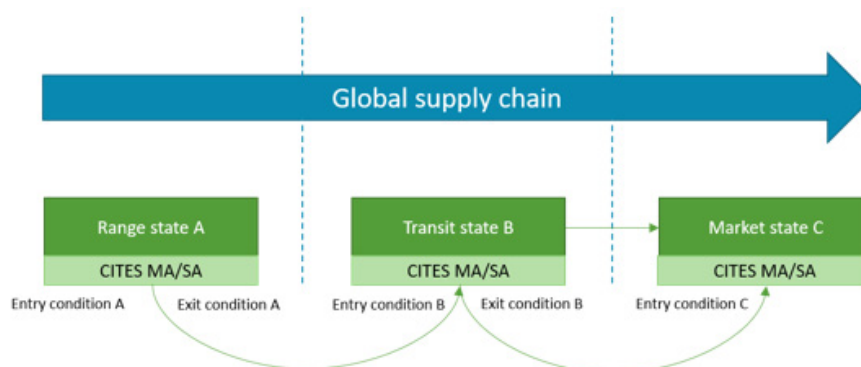 Global supply chain
Range state A
Transit state B
Market state C
CITES MA/SA
CITES MA/SA
CITES MA/SA
Entry condition A
Exit condition A
Entry condition B
Exit condition B
Entry condition C